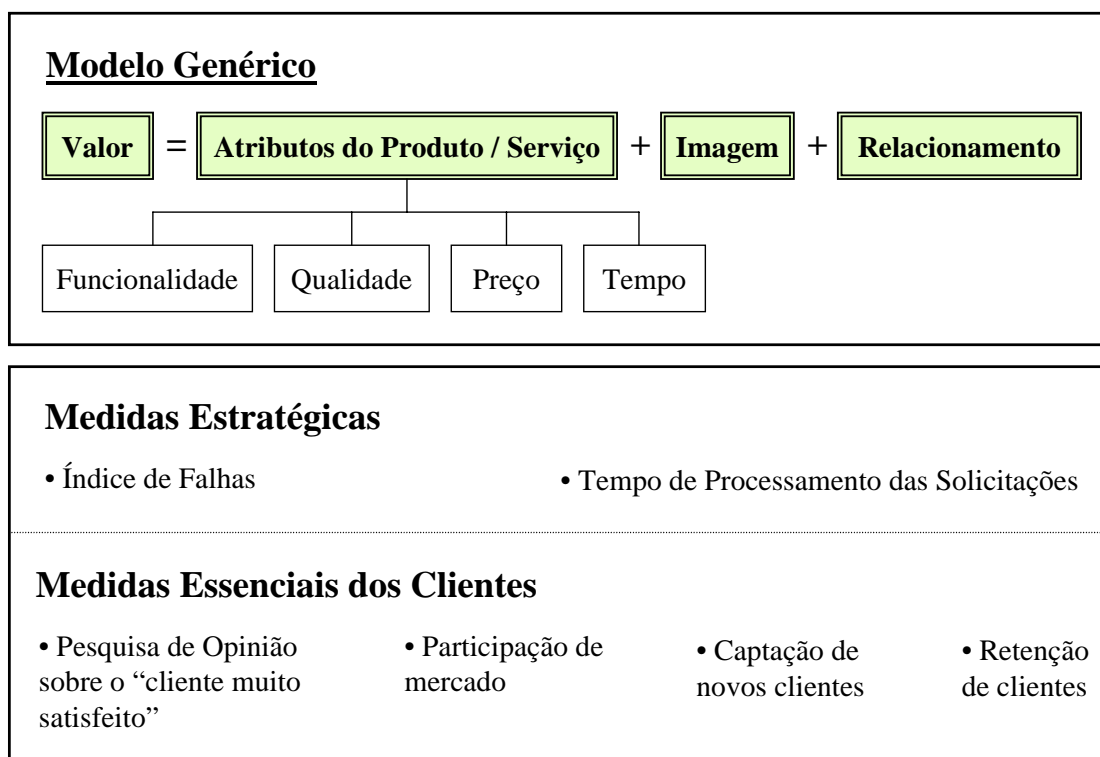 Modelo Genérico
Valor = Atributos do Produto / Serviço + Imagem + Relacionamento
Funcionalidade Qualidade Preço Tempo
Medidas Estratégicas
• Índice de Falhas • Tempo de Processamento das Solicitações
Medidas Essenciais dos Clientes
• Pesquisa de Opinião
sobre o “cliente muito
satisfeito”
• Participação de
mercado
• Captação de
novos clientes
• Retenção
de clientes